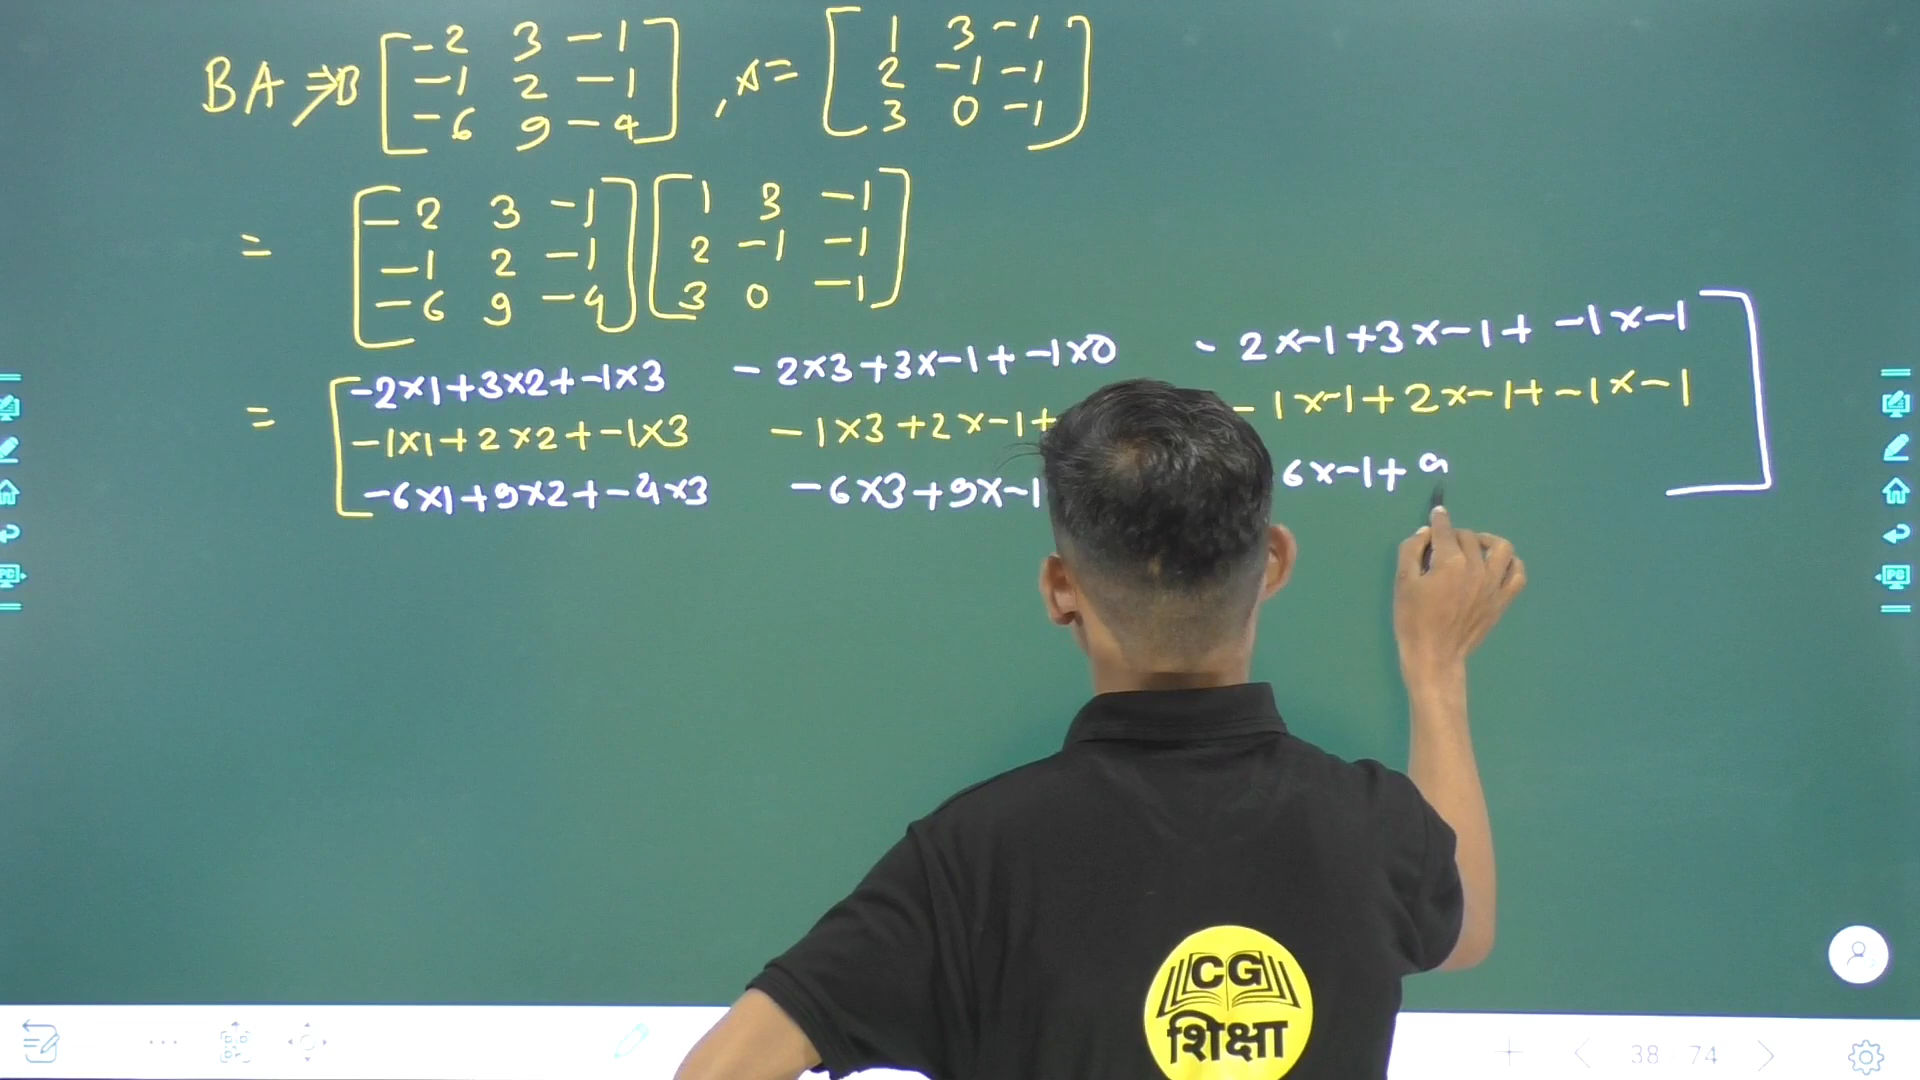 BA ⇒ B [-2 3 -1 , A = [1 3 -1
-1 2 -1 2 -1 -1
-6 9 -4] 3 0 -1]
= [-2 3 -1] [1 3 -1]
-1 2 -1 2 -1 -1
-6 9 -4 3 0 -1
= [-2×1+3×2+-1×3 -2×3+3×-1+-1×0 -2×-1+3×-1+-1×-1
-1×1+2×2+-1×3 -1×3+2×-1+ -1×-1+2×-1+-1×-1
-6×1+9×2+-4×3 -6×3+9×-1 6×-1+9]
CG
शिक्षा
38 74
PC
PC